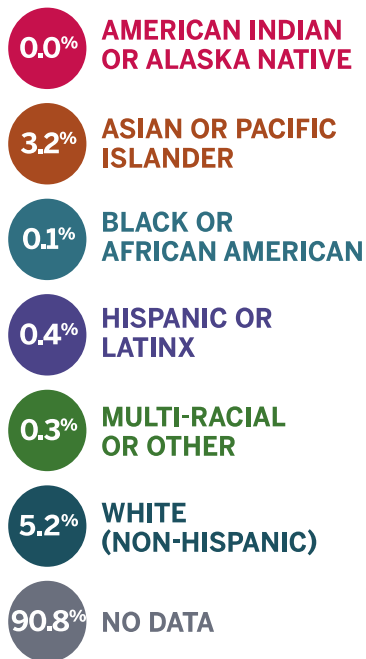 0.0%
AMERICAN INDIAN
OR ALASKA NATIVE
3.2%
ASIAN OR PACIFIC
ISLANDER
0.1%
BLACK OR
AFRICAN AMERICAN
0.4%
HISPANIC OR
LATINX
0.3%
MULTI-RACIAL
OR OTHER
5.2%
WHITE
(NON-HISPANIC)
90.8%
NO DATA